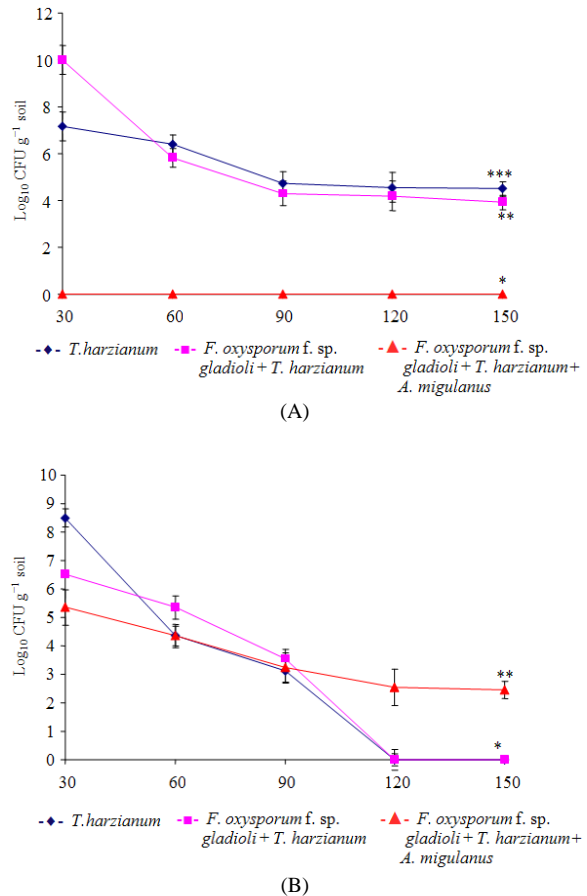 12
10
8
6
4
2
0
Log₁₀ CFU g⁻¹ soil
***
**
*
30 60 90 120 150
T.harzianum F. oxysporum f. sp. F. oxysporum f. sp.
gladioli + T. harzianum gladioli + T. harzianum+
A. migulanus
(A)
10
9
8
7
6
5
4
3
2
1
0
Log₁₀ CFU g⁻¹ soil
**
*
30 60 90 120 150
T.harzianum F. oxysporum f. sp. F. oxysporum f. sp.
gladioli + T. harzianum gladioli + T. harzianum+
A. migulanus
(B)